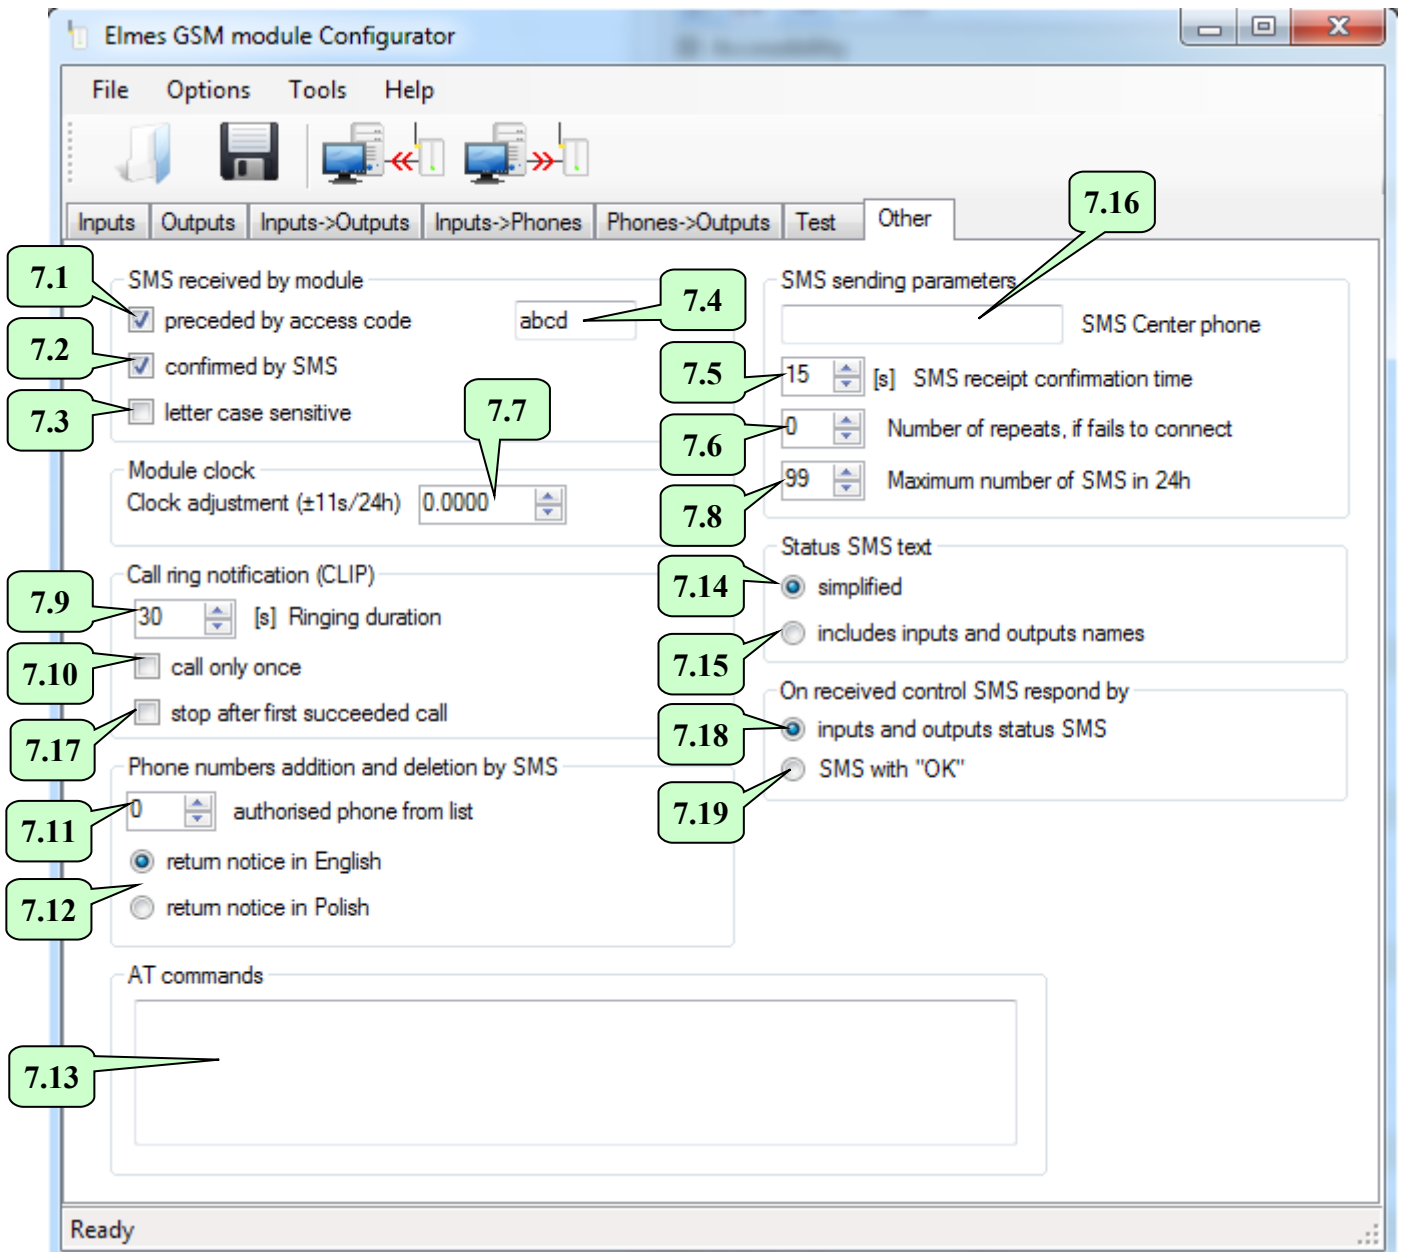 Elmes GSM module Configurator
File Options Tools Help
Inputs Outputs Inputs->Outputs Inputs->Phones Phones->Outputs Test Other
7.16
7.1
SMS received by module
preceded by access code
abcd
7.4
7.2
confirmed by SMS
7.3
letter case sensitive
7.7
Module clock
Clock adjustment (±11s/24h) 0.0000
Call ring notification (CLIP)
7.9
30 [s] Ringing duration
7.10
call only once
7.17
stop after first succeeded call
Phone numbers addition and deletion by SMS
7.11
0 authorised phone from list
return notice in English
7.12
return notice in Polish
SMS sending parameters
SMS Center phone
7.5
15 [s] SMS receipt confirmation time
7.6
0 Number of repeats, if fails to connect
7.8
99 Maximum number of SMS in 24h
Status SMS text
7.14
simplified
7.15
includes inputs and outputs names
On received control SMS respond by
7.18
inputs and outputs status SMS
7.19
SMS with "OK"
AT commands
7.13
Ready